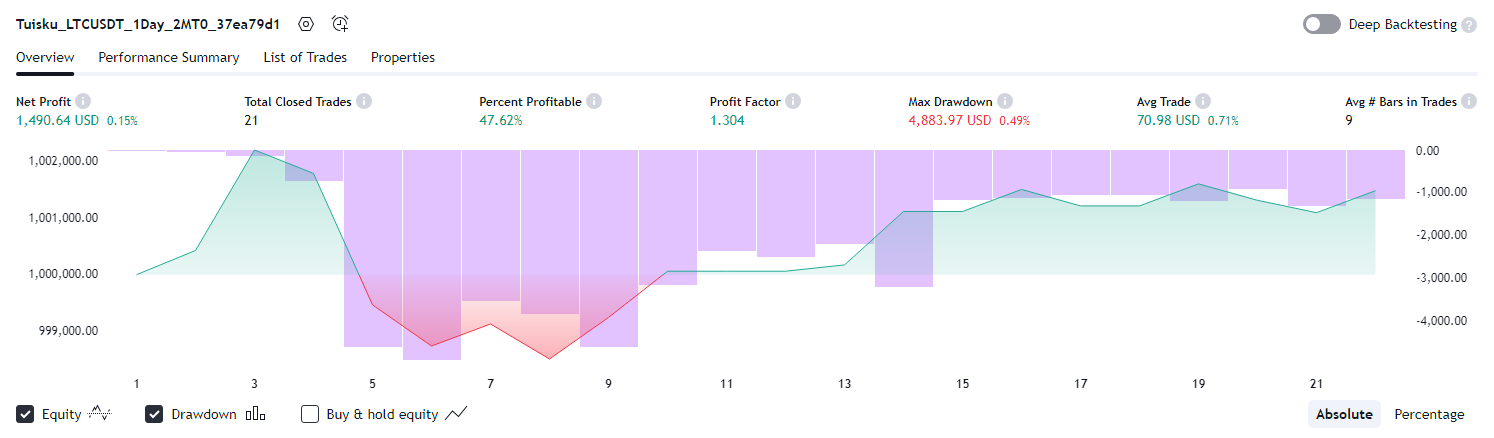 Tuisku_LTCUSDT_1Day_2MT0_37ea79d1 Deep Backtesting ?
Overview Performance Summary List of Trades Properties
Net Profit i Total Closed Trades i Percent Profitable i Profit Factor i Max Drawdown i Avg Trade i Avg # Bars in Trades i
1,490.64 USD 0.15% 21 47.62% 1.304 4,883.97 USD 0.49% 70.98 USD 0.71% 9
1,002,000.00 0.00
-1,000.00
1,001,000.00
-2,000.00
1,000,000.00 -3,000.00
999,000.00 -4,000.00
1 3 5 7 9 11 13 15 17 19 21
Equity Drawdown Buy & hold equity Absolute Percentage